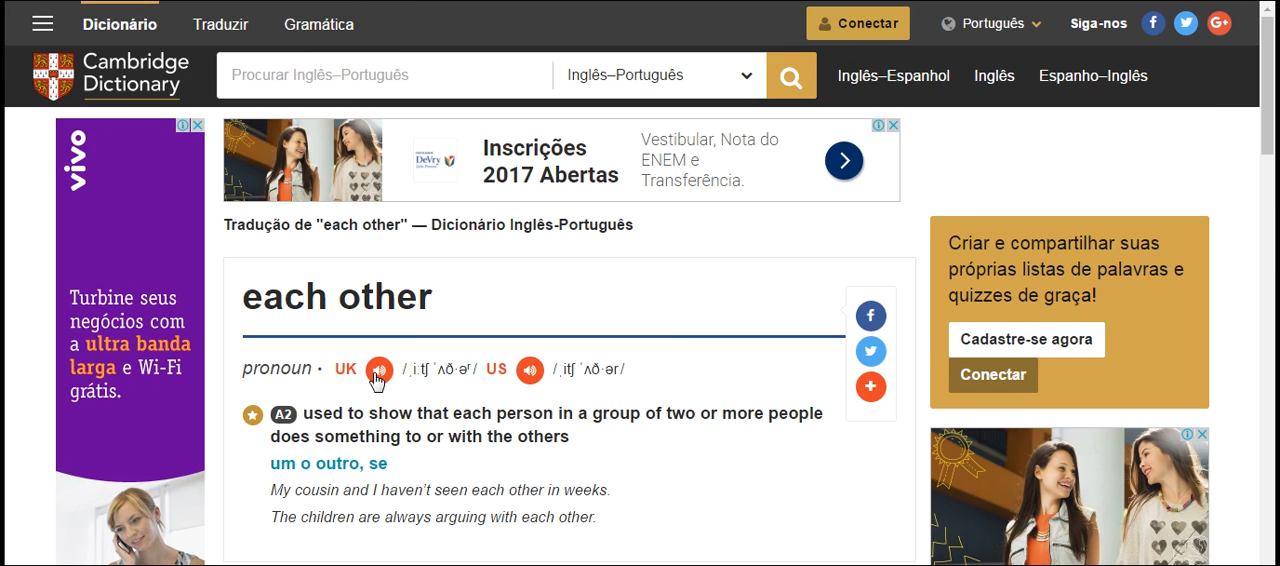 Dicionário
Traduzir
Gramática
Conectar
Português
Siga-nos
f
G+
Cambridge
Dictionary
Procurar Inglês–Português
Inglês–Português
Inglês–Espanhol
Inglês
Espanho–Inglês
vivo
Turbine seus
negócios com
a ultra banda
larga e Wi-Fi
grátis.
DeVry
Inscrições
2017 Abertas
Vestibular, Nota do
ENEM e
Transferência.
Tradução de "each other" — Dicionário Inglês-Português
each other
pronoun · UK /ˌiːtʃ ˈʌð·ər/ US /ˌitʃ ˈʌð·ər/
A2 used to show that each person in a group of two or more people
does something to or with the others
um o outro, se
My cousin and I haven't seen each other in weeks.
The children are always arguing with each other.
f
+
Criar e compartilhar suas
próprias listas de palavras e
quizzes de graça!
Cadastre-se agora
Conectar